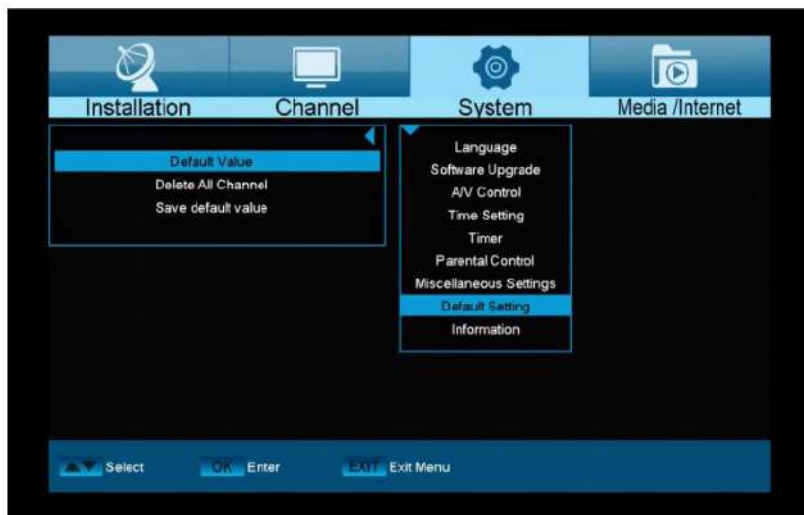 Installation Channel System Media /Internet
Default Value
Delete All Channel
Save default value
Language
Software Upgrade
A/V Control
Time Setting
Timer
Parental Control
Miscellaneous Settings
Default Setting
Information
Select OK Enter EXIT Exit Menu